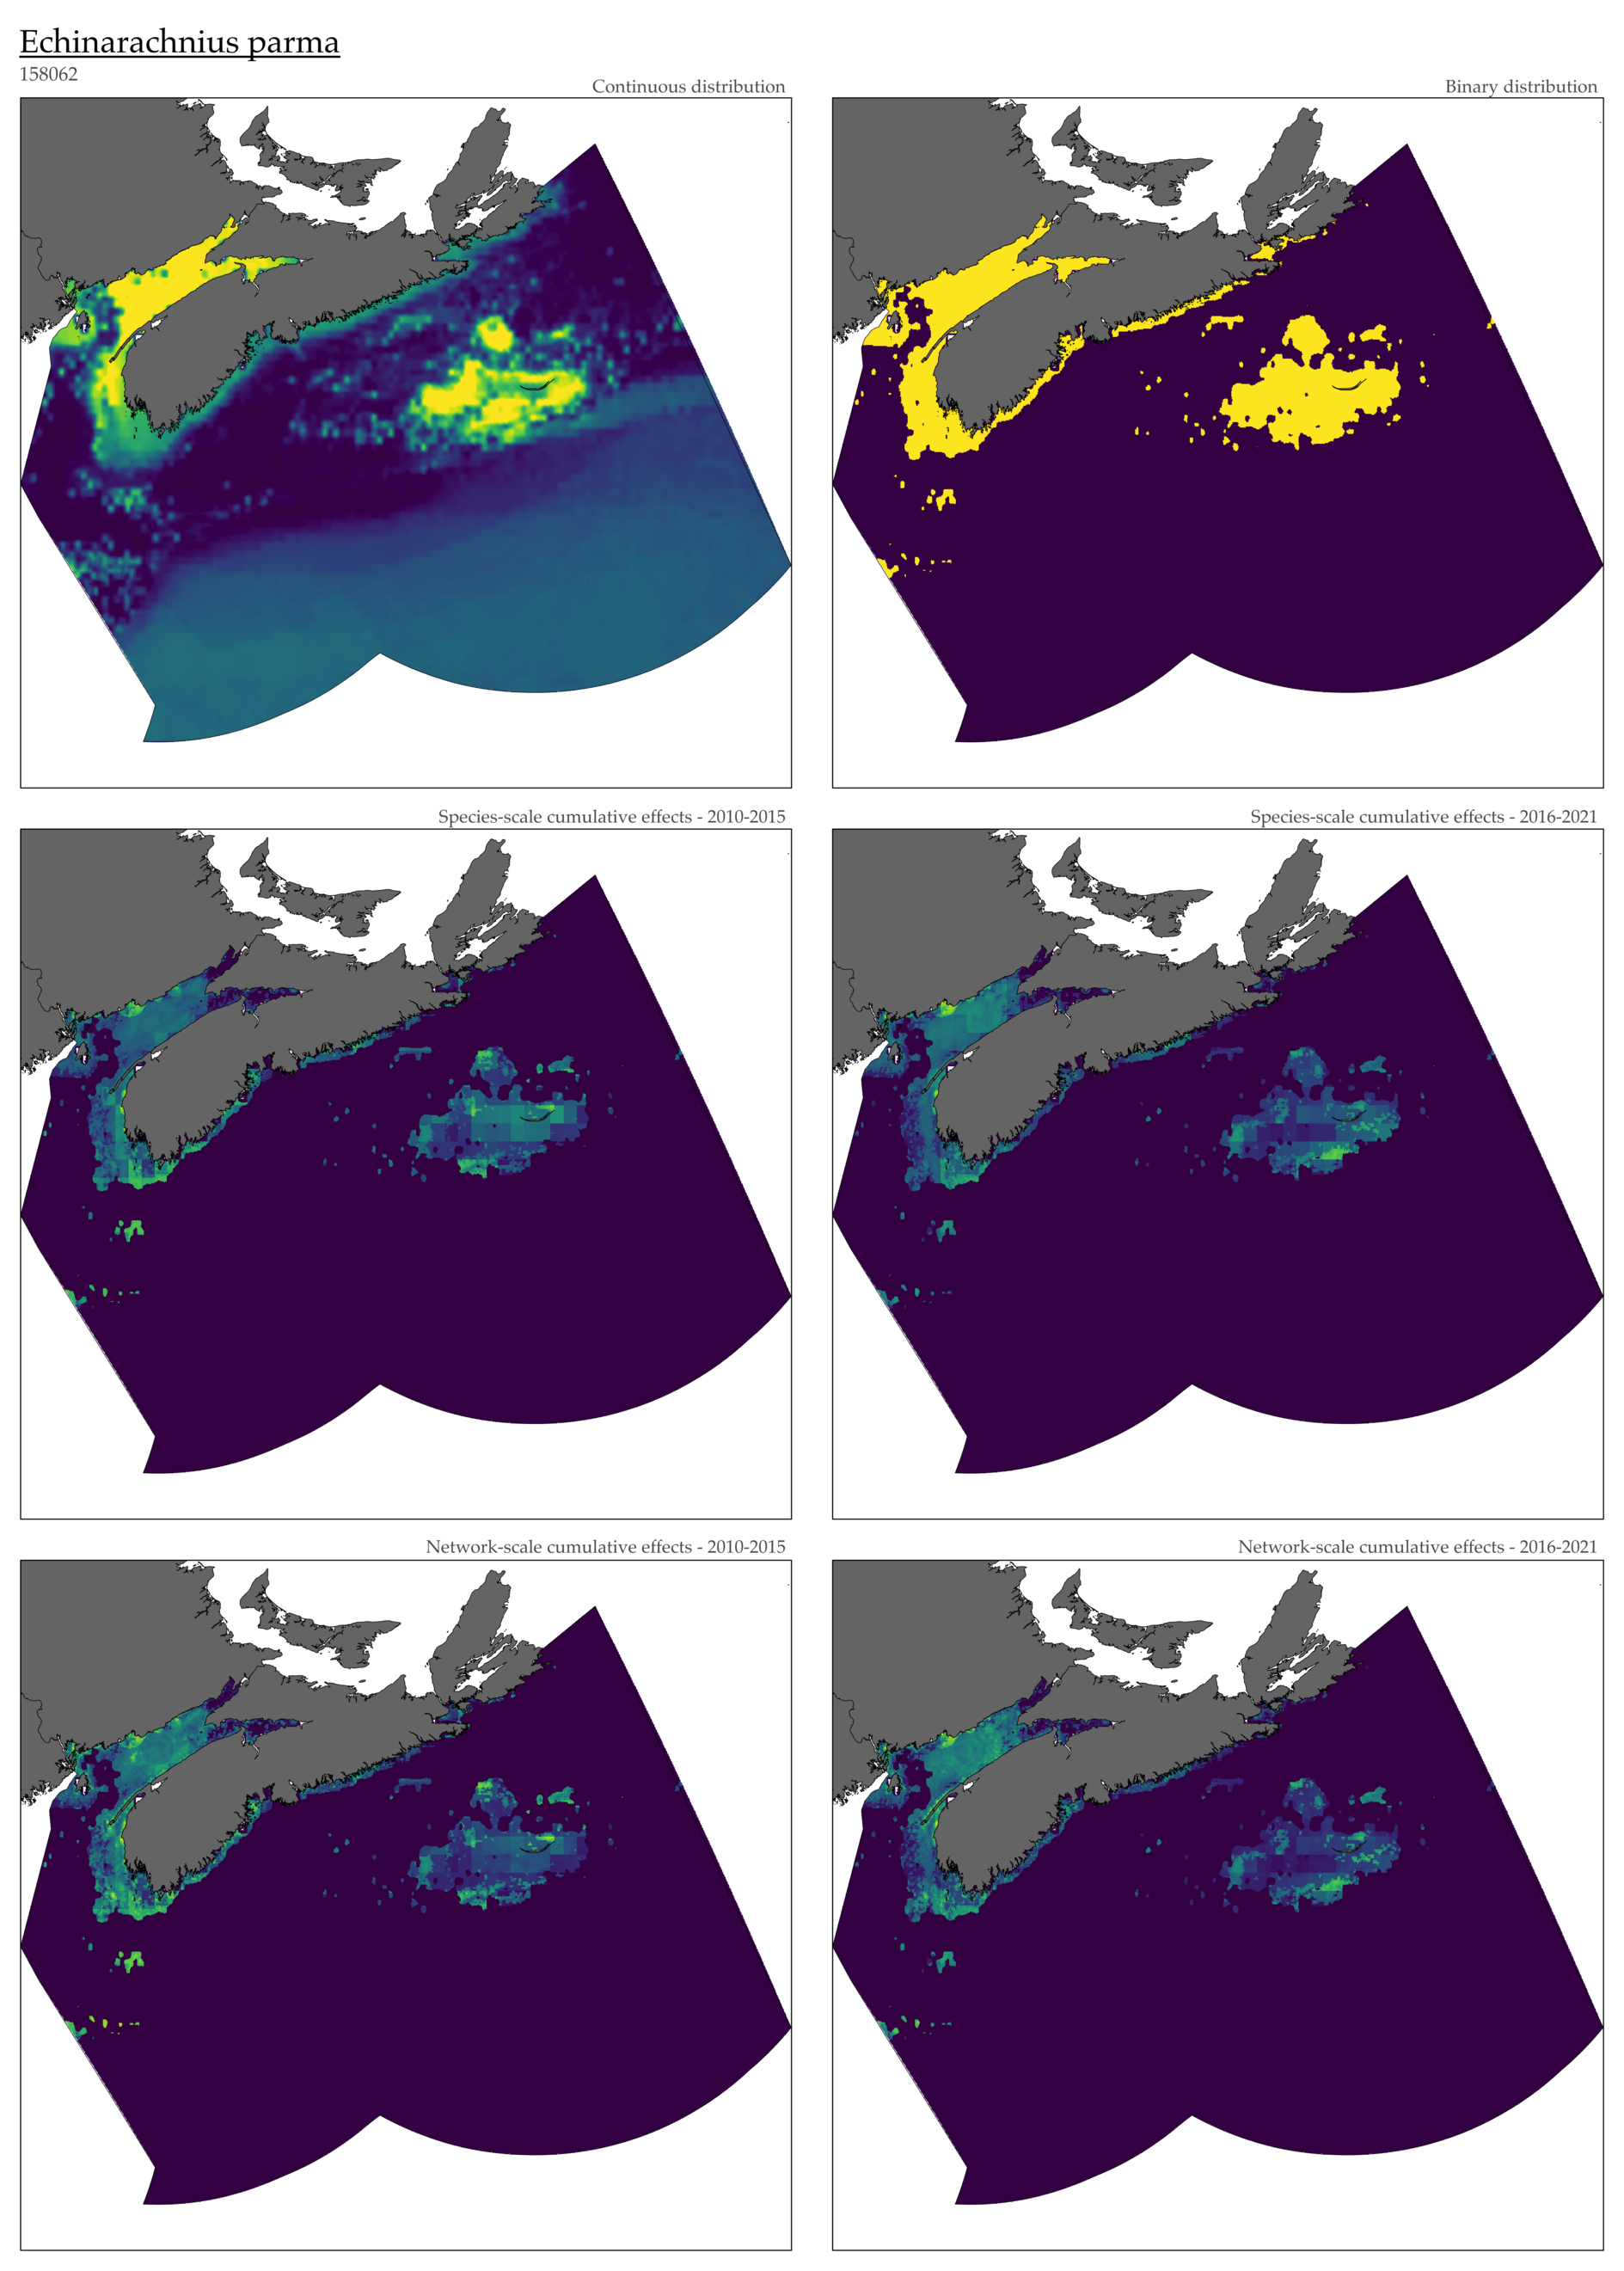 Echinarachnius parma
158062
Continuous distribution
Binary distribution
Species-scale cumulative effects - 2010-2015
Species-scale cumulative effects - 2016-2021
Network-scale cumulative effects - 2010-2015
Network-scale cumulative effects - 2016-2021